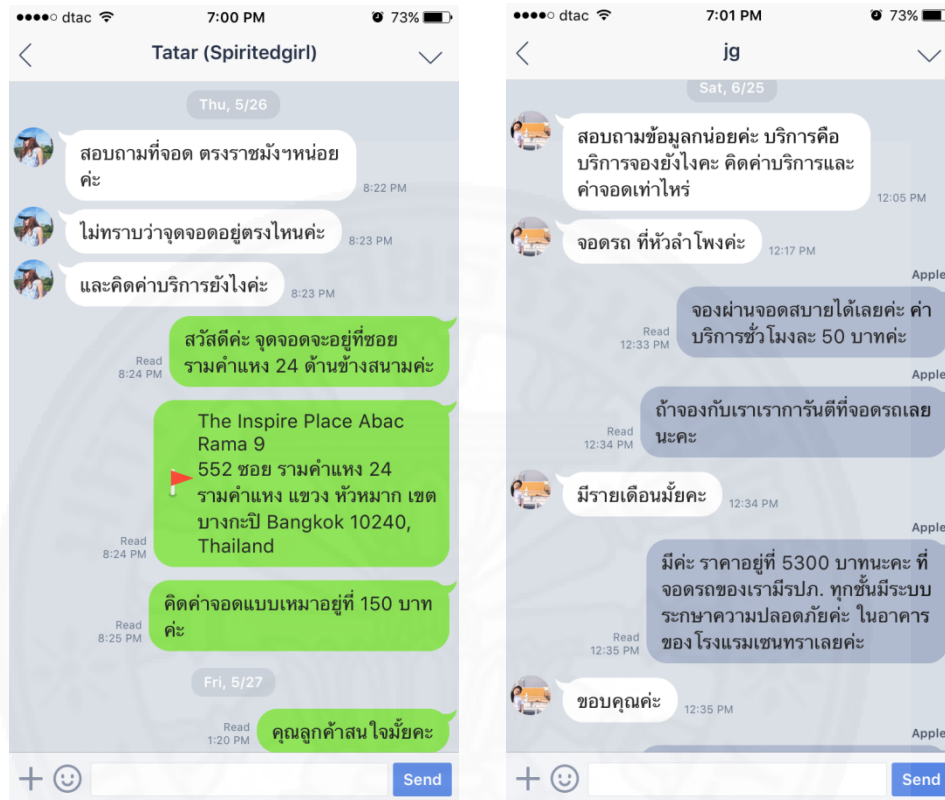 dtac
7:00 PM
73%
Tatar (Spiritedgirl)
Thu, 5/26
สอบถามที่จอด ตรงราชมังฯหน่อย
ค่ะ
8:22 PM
ไม่ทราบว่าจุดจอดอยู่ตรงไหนค่ะ
8:23 PM
และคิดค่าบริการยังไงค่ะ
8:23 PM
สวัสดีค่ะ จุดจอดจะอยู่ที่ซอย
รามคำแหง 24 ด้านข้างสนามค่ะ
Read
8:24 PM
The Inspire Place Abac
Rama 9
552 ซอย รามคำแหง 24
รามคำแหง แขวง หัวหมาก เขต
บางกะปิ Bangkok 10240,
Thailand
Read
8:24 PM
คิดค่าจอดแบบเหมาอยู่ที่ 150 บาท
ค่ะ
Read
8:25 PM
Fri, 5/27
คุณลูกค้าสนใจมั้ยคะ
Read
1:20 PM
Send
dtac
7:01 PM
73%
jg
Sat, 6/25
สอบถามข้อมูลกน่อยค่ะ บริการคือ
บริการจองยังไงคะ คิดค่าบริการและ
ค่าจอดเท่าไหร่
12:05 PM
จอดรถ ที่หัวลำโพงค่ะ
12:17 PM
Apple
จองผ่านจอดสบายได้เลยค่ะ ค่า
บริการชั่วโมงละ 50 บาทค่ะ
Read
12:33 PM
Apple
ถ้าจองกับเราเราการันตีที่จอดรถเลย
นะคะ
Read
12:34 PM
มีรายเดือนมั้ยคะ
12:34 PM
Apple
มีค่ะ ราคาอยู่ที่ 5300 บาทนะคะ ที่
จอดรถของเรามีรปภ. ทุกชั้นมีระบบ
ระกษาความปลอดภัยค่ะ ในอาคาร
ของโรงแรมเซนทราเลยค่ะ
Read
12:35 PM
ขอบคุณค่ะ
12:35 PM
Apple
Send